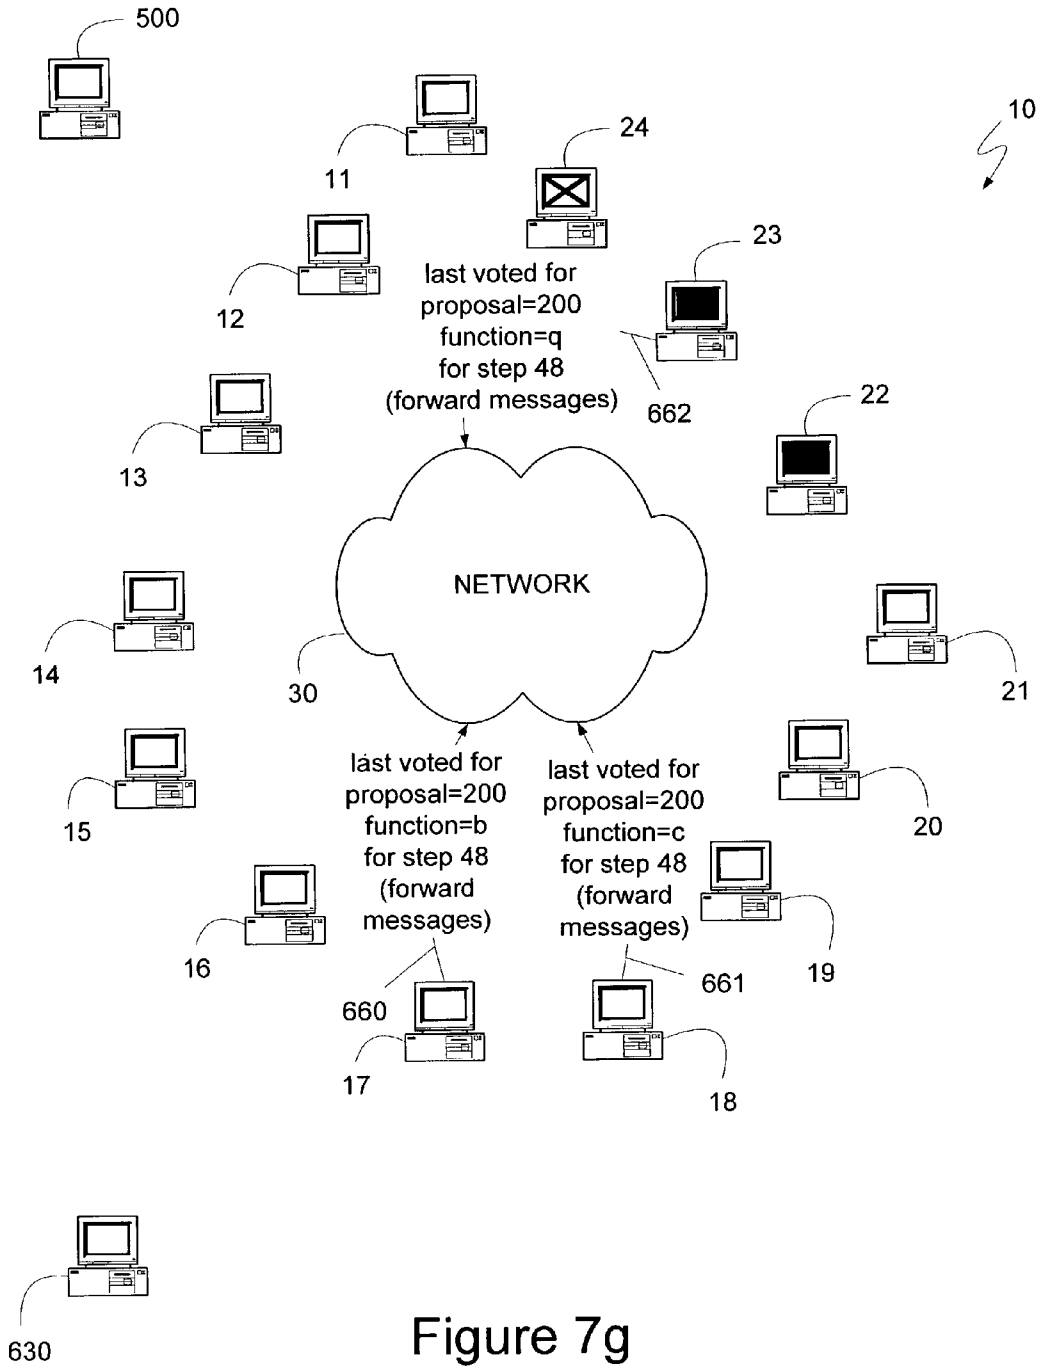 500
11
24
10
12
23
last voted for
proposal=200
function=q
for step 48
(forward messages)
662
13
22
NETWORK
14
30
21
15
last voted for
proposal=200
function=b
for step 48
(forward
messages)
last voted for
proposal=200
function=c
for step 48
(forward
messages)
20
16
660
661
19
17
18
630
Figure 7g